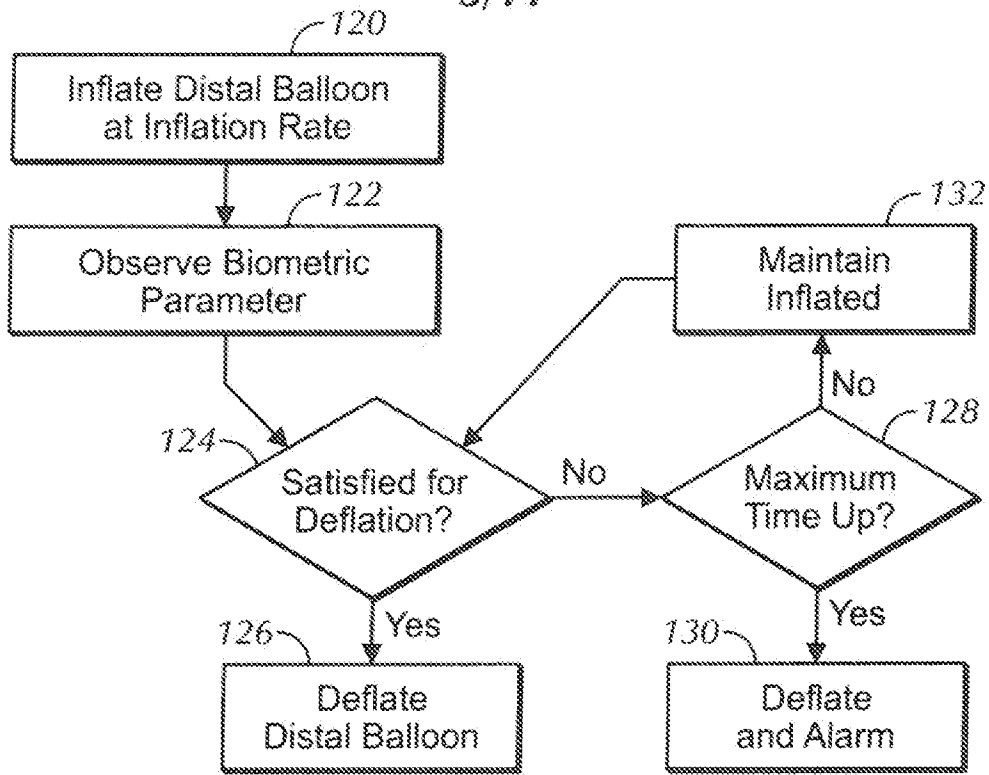 120
Inflate Distal Balloon
at Inflation Rate
122
Observe Biometric
Parameter
132
Maintain
Inflated
No
124
Satisfied for
Deflation?
No
128
Maximum
Time Up?
Yes
126
Deflate
Distal Balloon
Yes
130
Deflate
and Alarm